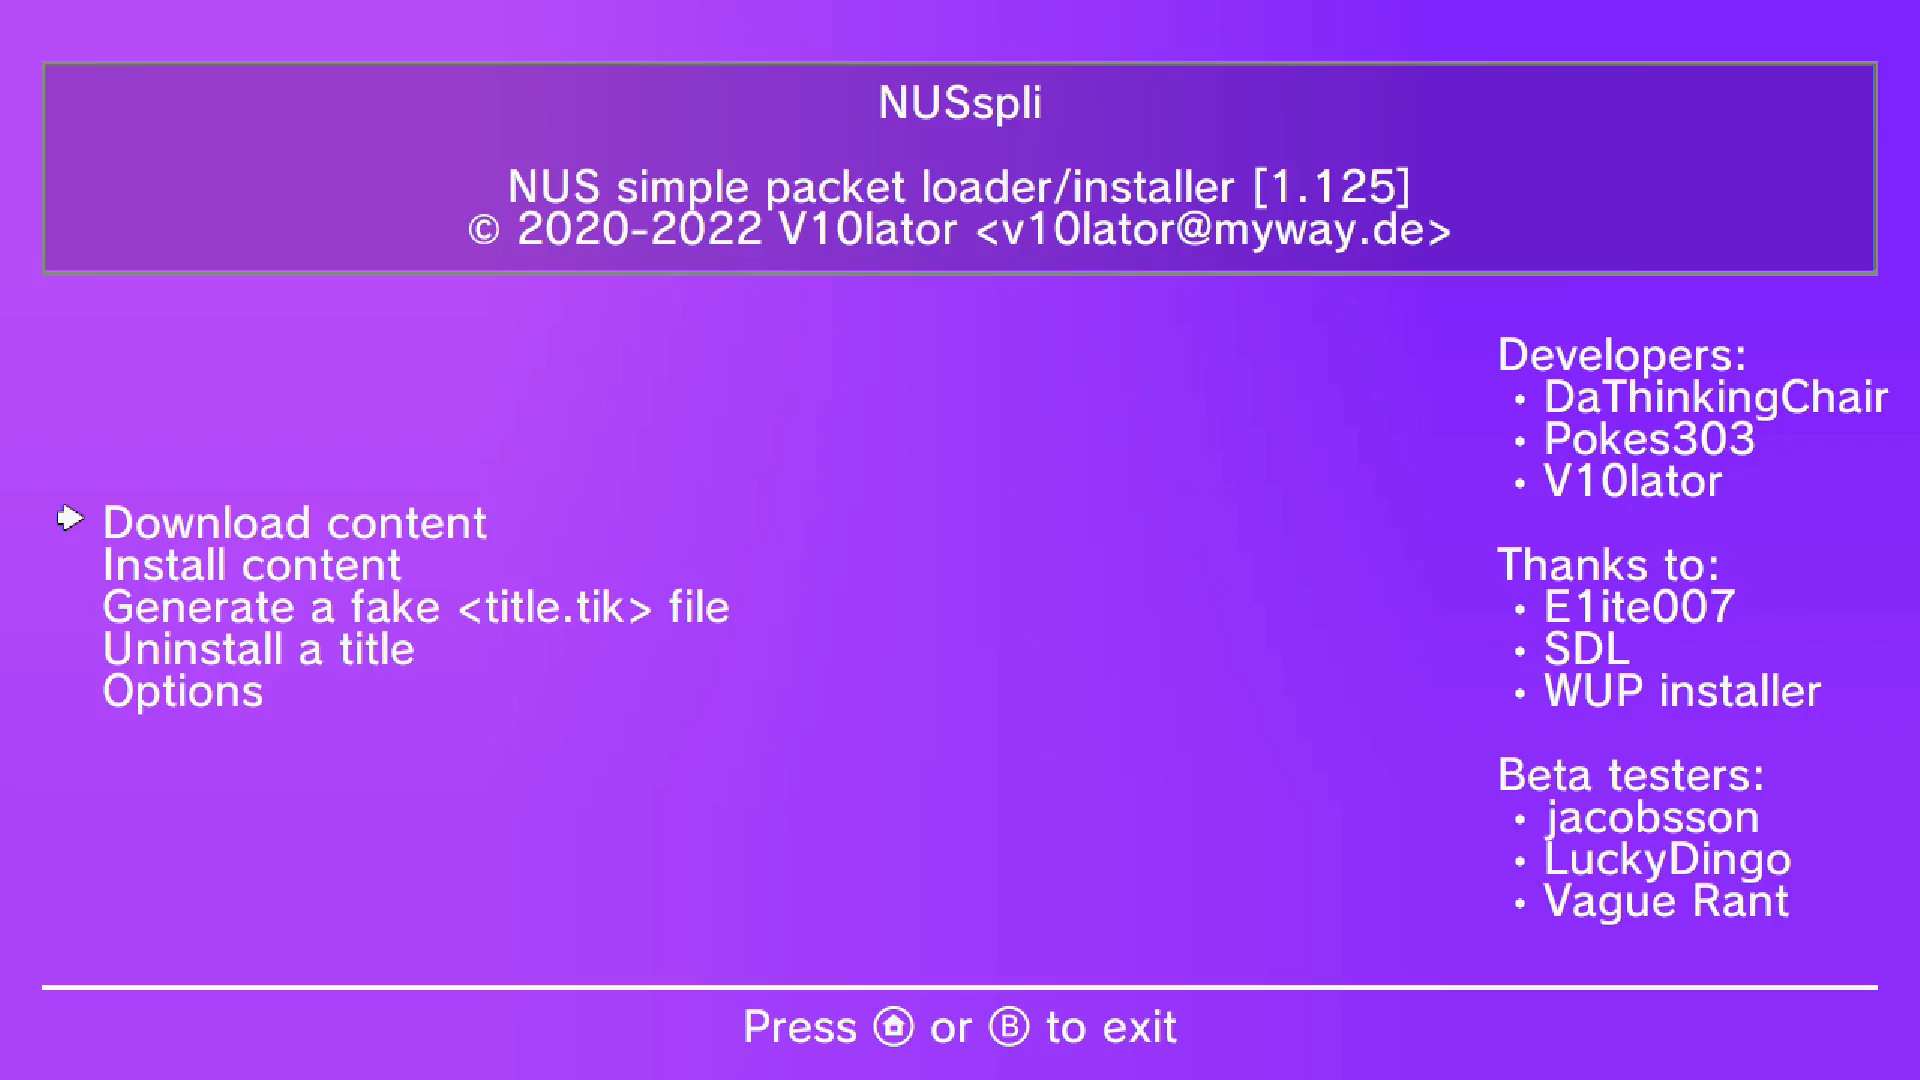 NUSspli
NUS simple packet loader/installer [1.125]
© 2020-2022 V10lator <v10lator@myway.de>
Download content
Install content
Generate a fake <title.tik> file
Uninstall a title
Options
Developers:
• DaThinkingChair
• Pokes303
• V10lator
Thanks to:
• E1ite007
• SDL
• WUP installer
Beta testers:
• jacobsson
• LuckyDingo
• Vague Rant
Press or Ⓑ to exit